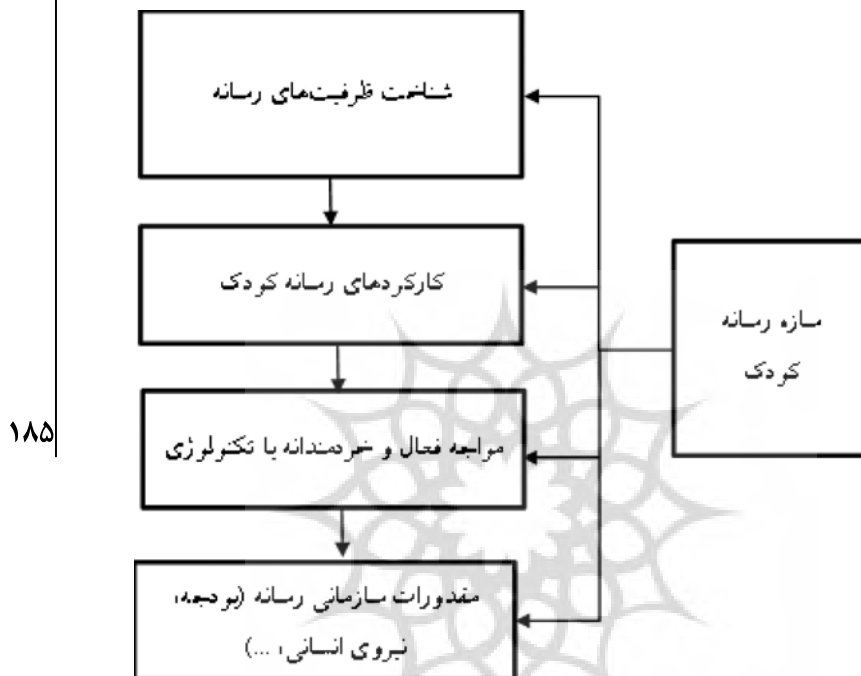 شناخت ظرفیت‌های رسانه
کارکردهای رسانه کودک
سازه رسانه
کودک
مواجهه فعال و خردمندانه با تکنولوژی
مقدورات سازمانی رسانه (بودجه،
نیروی انسانی، ...)
۱۸۵